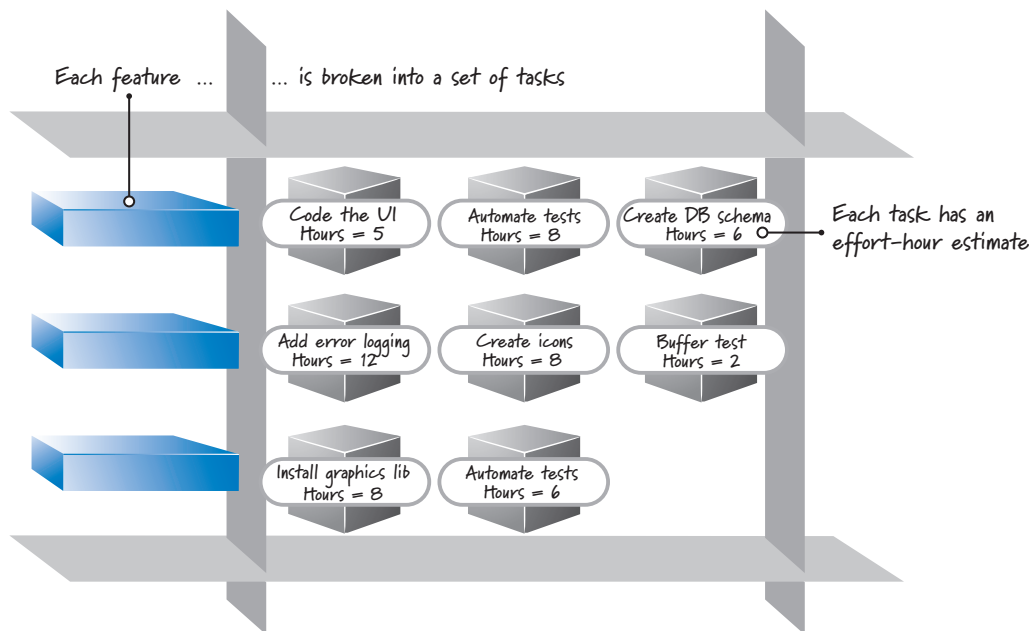 Each feature ...
... is broken into a set of tasks
Code the UI
Hours = 5
Automate tests
Hours = 8
Create DB schema
Hours = 6
Each task has an
effort-hour estimate
Add error logging
Hours = 12
Create icons
Hours = 8
Buffer test
Hours = 2
Install graphics lib
Hours = 8
Automate tests
Hours = 6